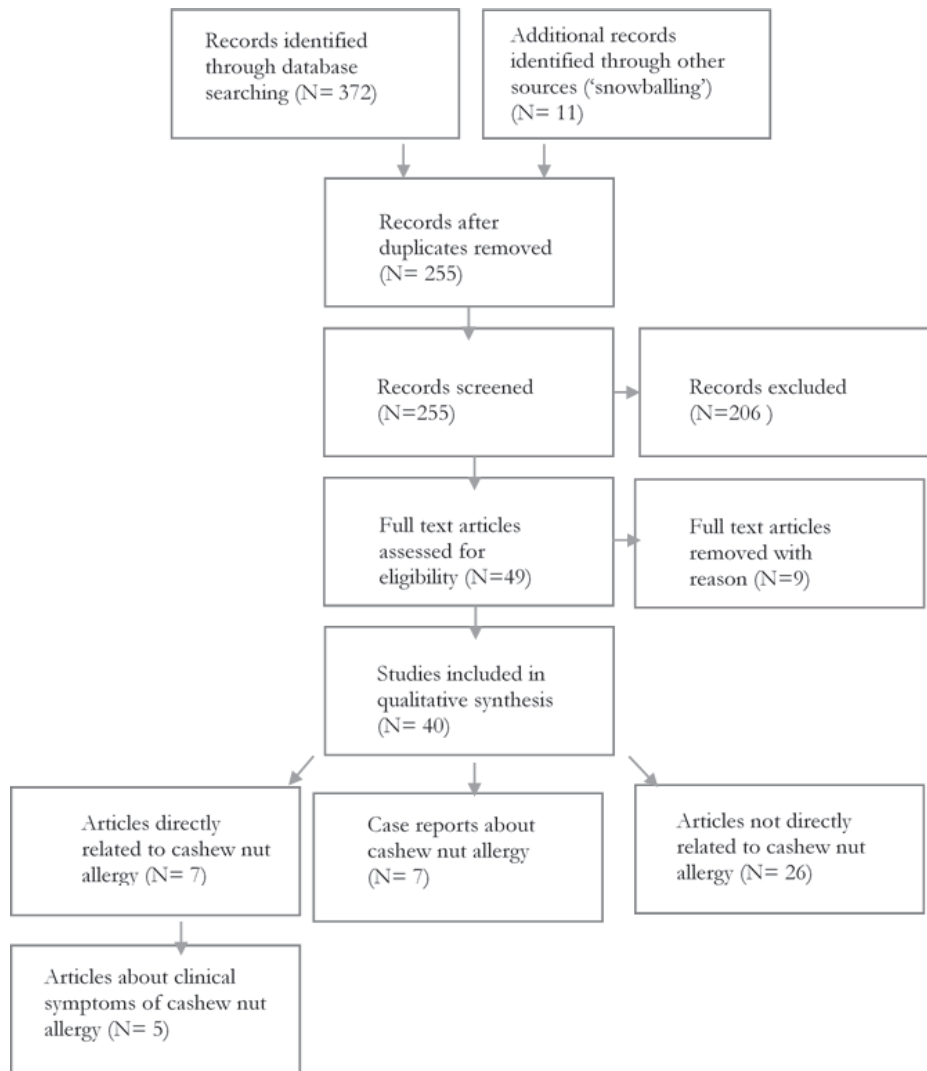 Records identified
through database
searching (N= 372)
Additional records
identified through other
sources (‘snowballing’)
(N= 11)
Records after
duplicates removed
(N= 255)
Records screened
(N=255)
Records excluded
(N=206 )
Full text articles
assessed for
eligibility (N=49)
Full text articles
removed with
reason (N=9)
Studies included in
qualitative synthesis
(N= 40)
Articles directly
related to cashew nut
allergy (N= 7)
Case reports about
cashew nut allergy
(N= 7)
Articles not directly
related to cashew nut
allergy (N= 26)
Articles about clinical
symptoms of cashew nut
allergy (N= 5)